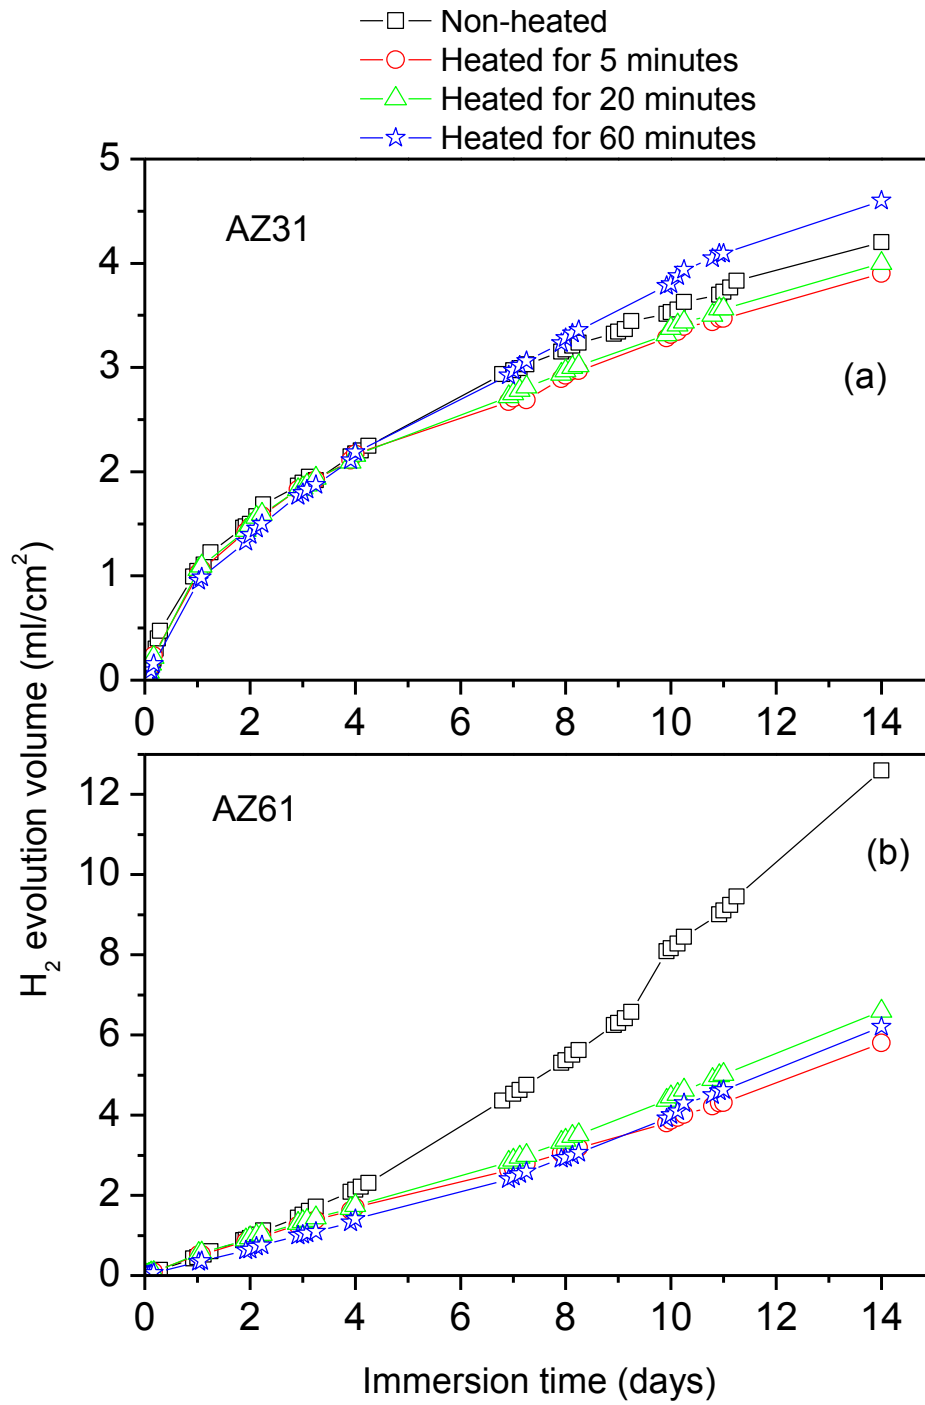 Non-heated
Heated for 5 minutes
Heated for 20 minutes
Heated for 60 minutes
5
4
3
2
1
0
AZ31
(a)
0 2 4 6 8 10 12 14
H₂ evolution volume (ml/cm²)
12
10
8
6
4
2
0
AZ61
(b)
0 2 4 6 8 10 12 14
Immersion time (days)